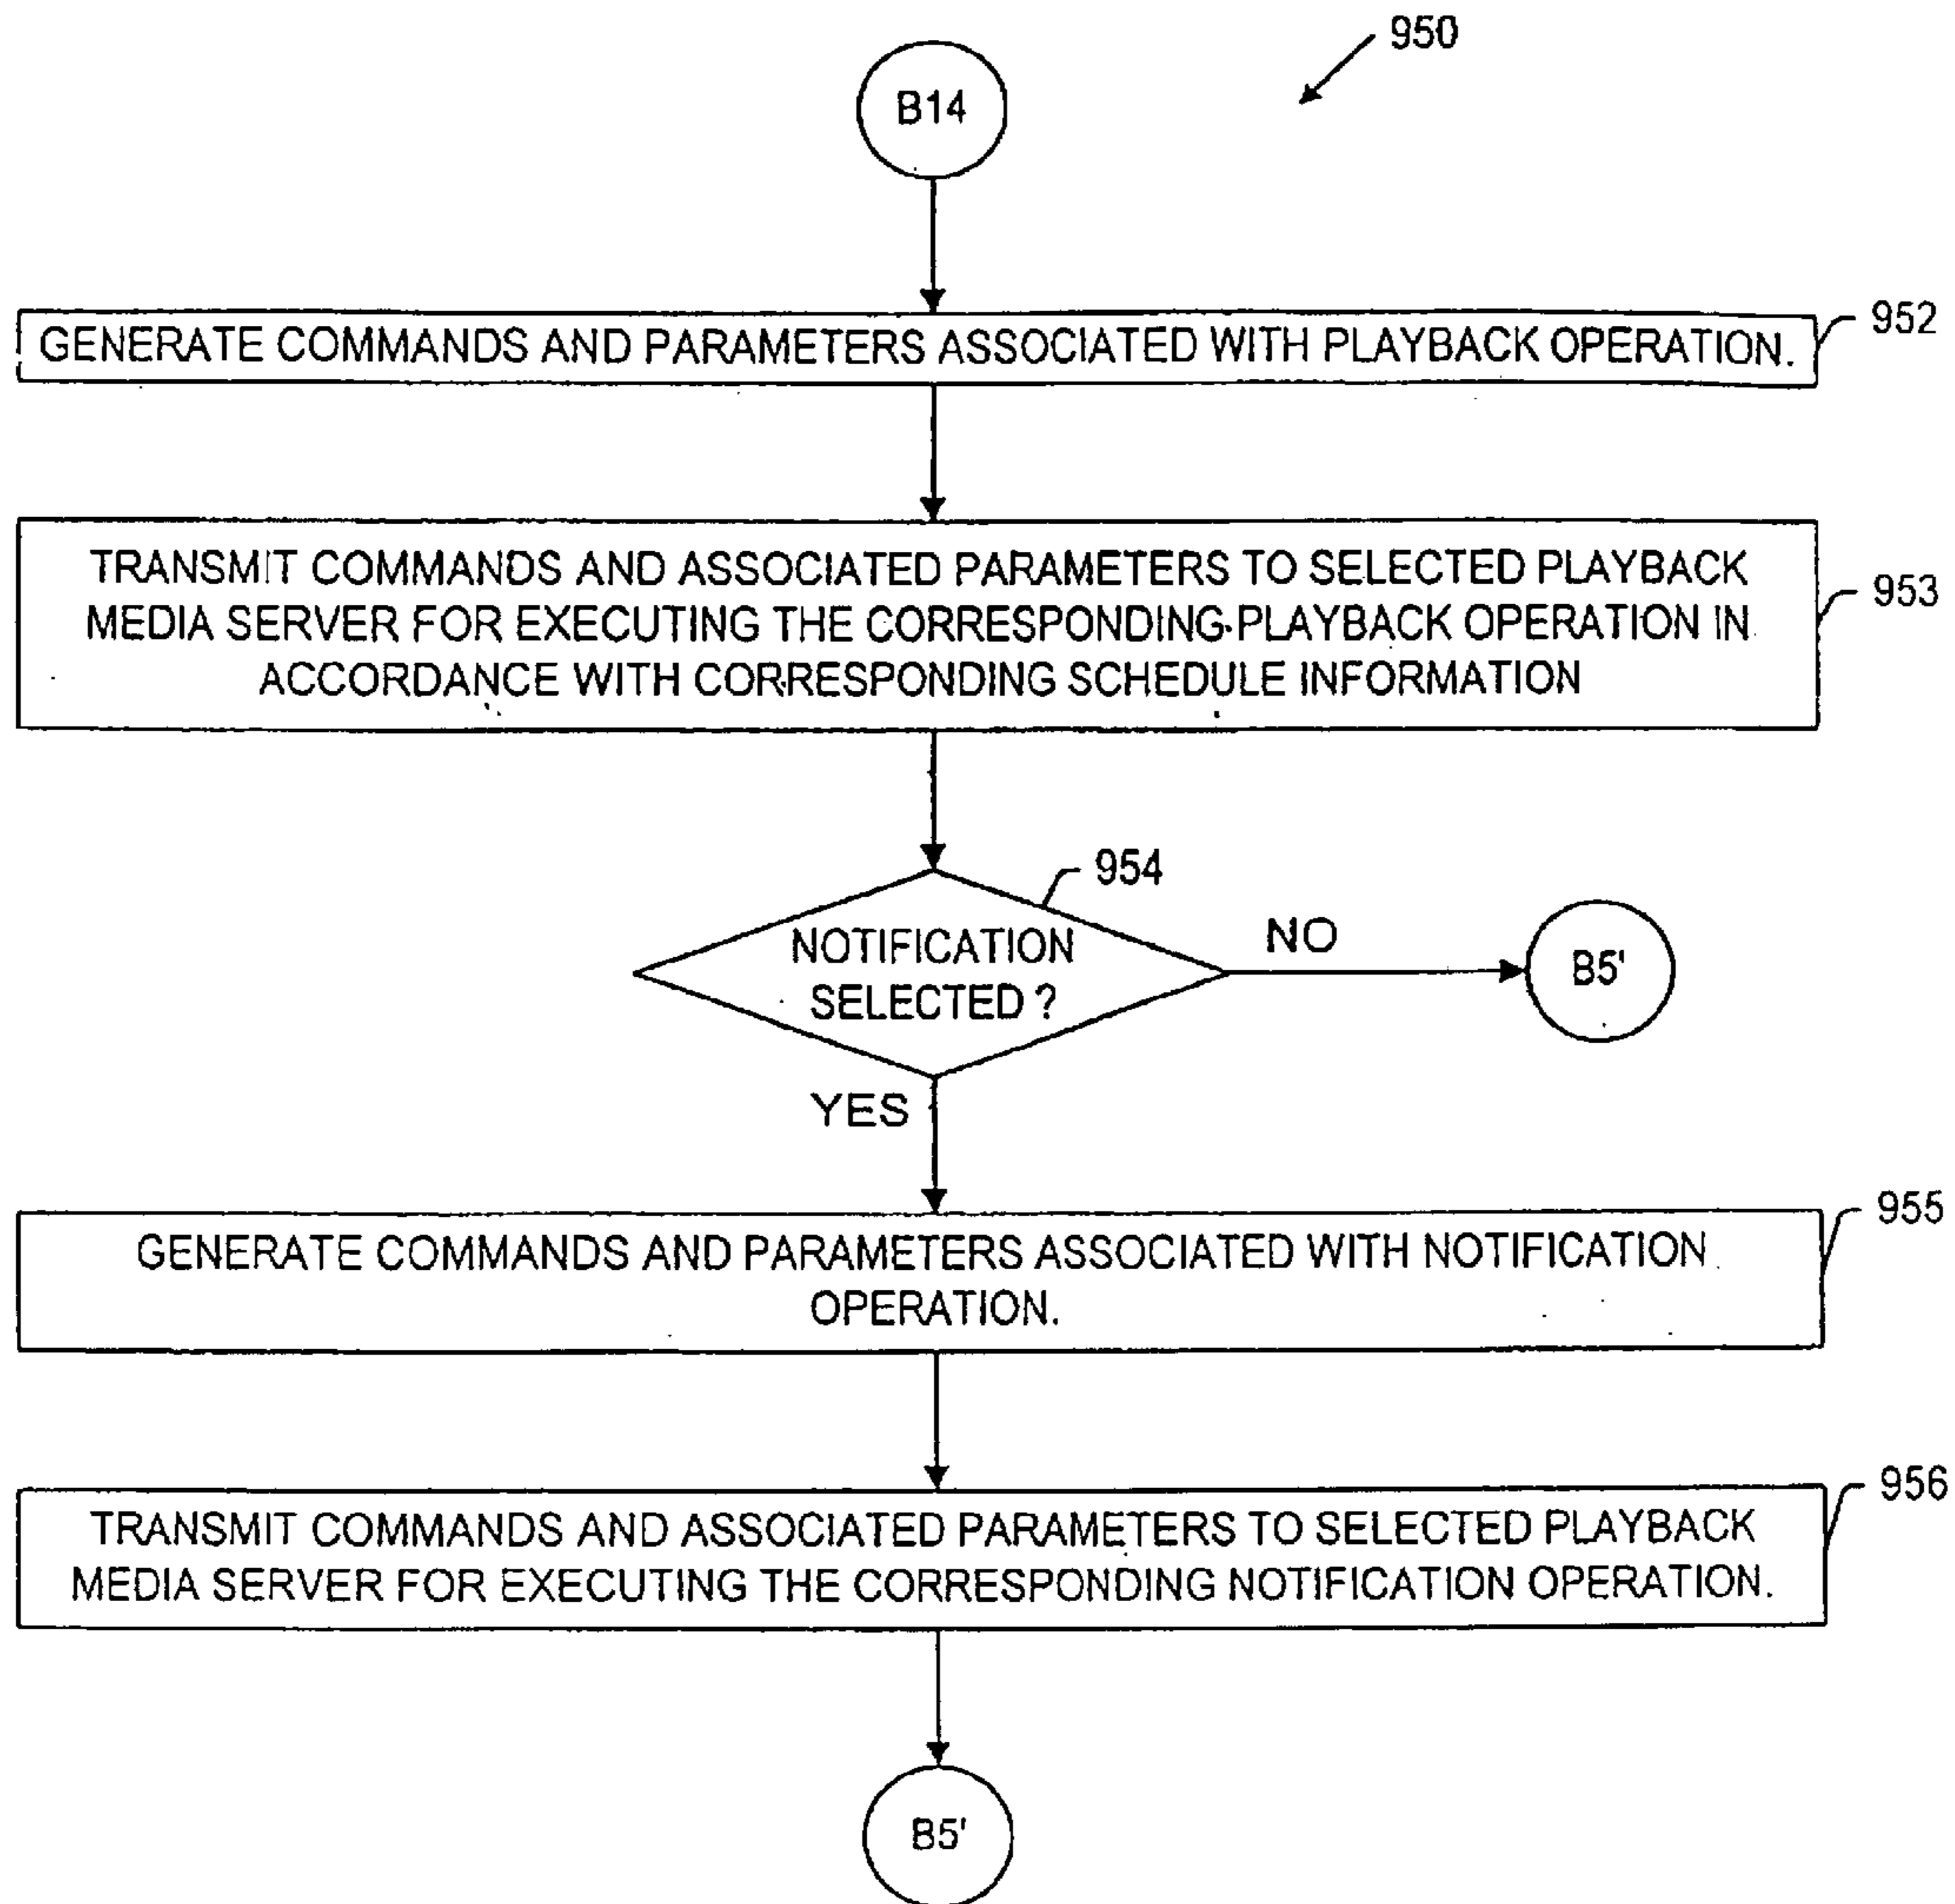 950
B14
GENERATE COMMANDS AND PARAMETERS ASSOCIATED WITH PLAYBACK OPERATION.
952
TRANSMIT COMMANDS AND ASSOCIATED PARAMETERS TO SELECTED PLAYBACK
MEDIA SERVER FOR EXECUTING THE CORRESPONDING PLAYBACK OPERATION IN
ACCORDANCE WITH CORRESPONDING SCHEDULE INFORMATION
953
954
NOTIFICATION
SELECTED ?
NO
B5'
YES
GENERATE COMMANDS AND PARAMETERS ASSOCIATED WITH NOTIFICATION
OPERATION.
955
TRANSMIT COMMANDS AND ASSOCIATED PARAMETERS TO SELECTED PLAYBACK
MEDIA SERVER FOR EXECUTING THE CORRESPONDING NOTIFICATION OPERATION.
956
B5'